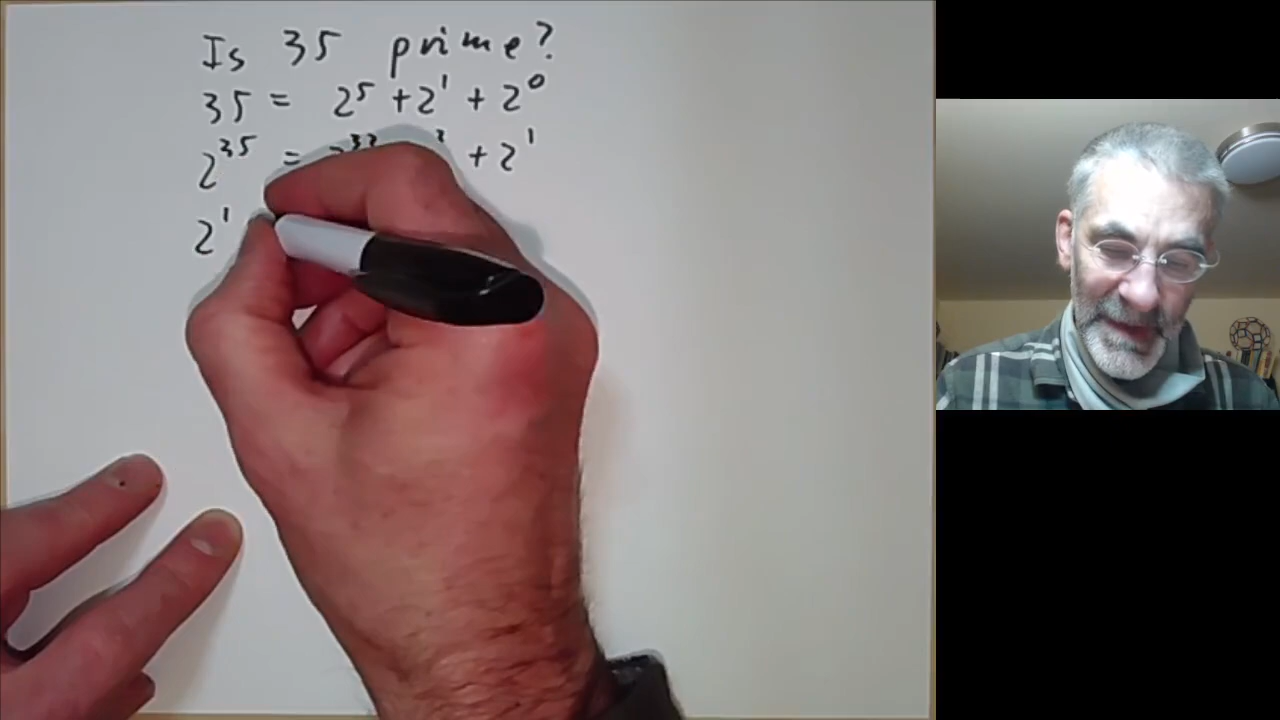 Is 35 prime?
35 = 2⁵ + 2¹ + 2⁰
2³⁵ = + 2¹
2¹